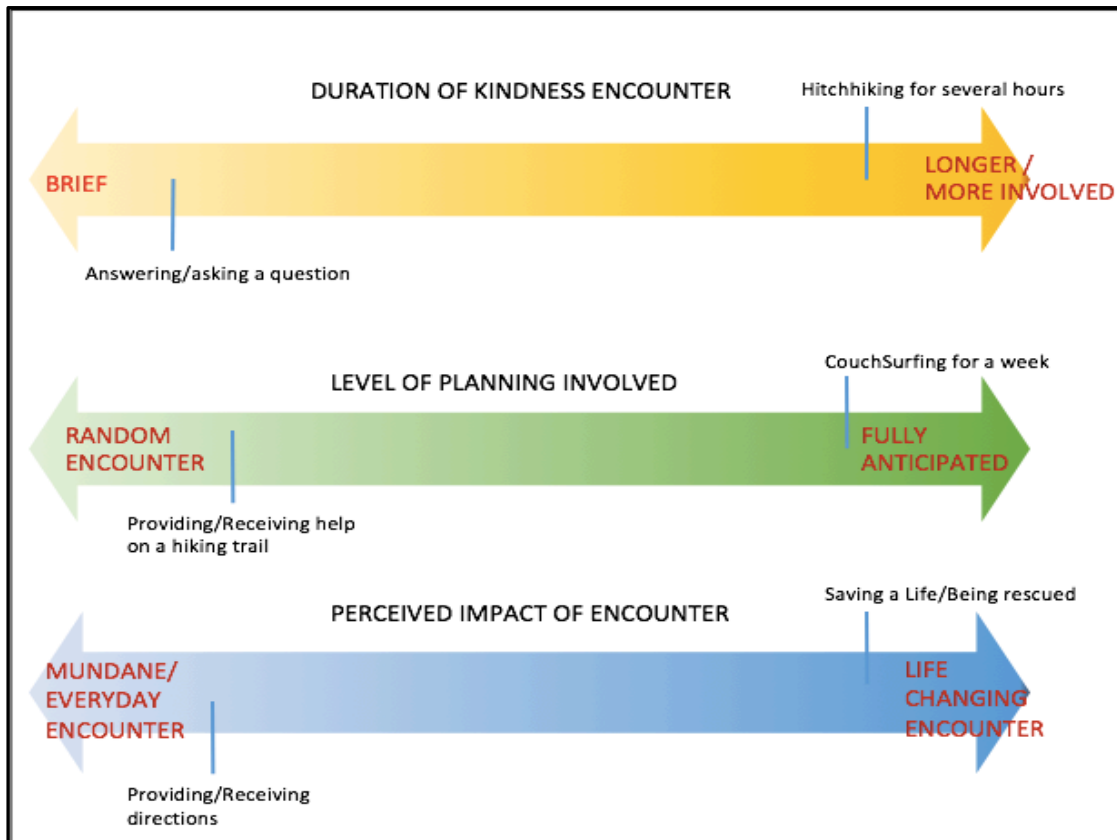 DURATION OF KINDNESS ENCOUNTER
Hitchhiking for several hours
BRIEF
LONGER /
MORE INVOLVED
Answering/asking a question
CouchSurfing for a week
LEVEL OF PLANNING INVOLVED
RANDOM
ENCOUNTER
FULLY
ANTICIPATED
Providing/Receiving help
on a hiking trail
Saving a Life/Being rescued
PERCEIVED IMPACT OF ENCOUNTER
MUNDANE/
EVERYDAY
ENCOUNTER
LIFE
CHANGING
ENCOUNTER
Providing/Receiving
directions